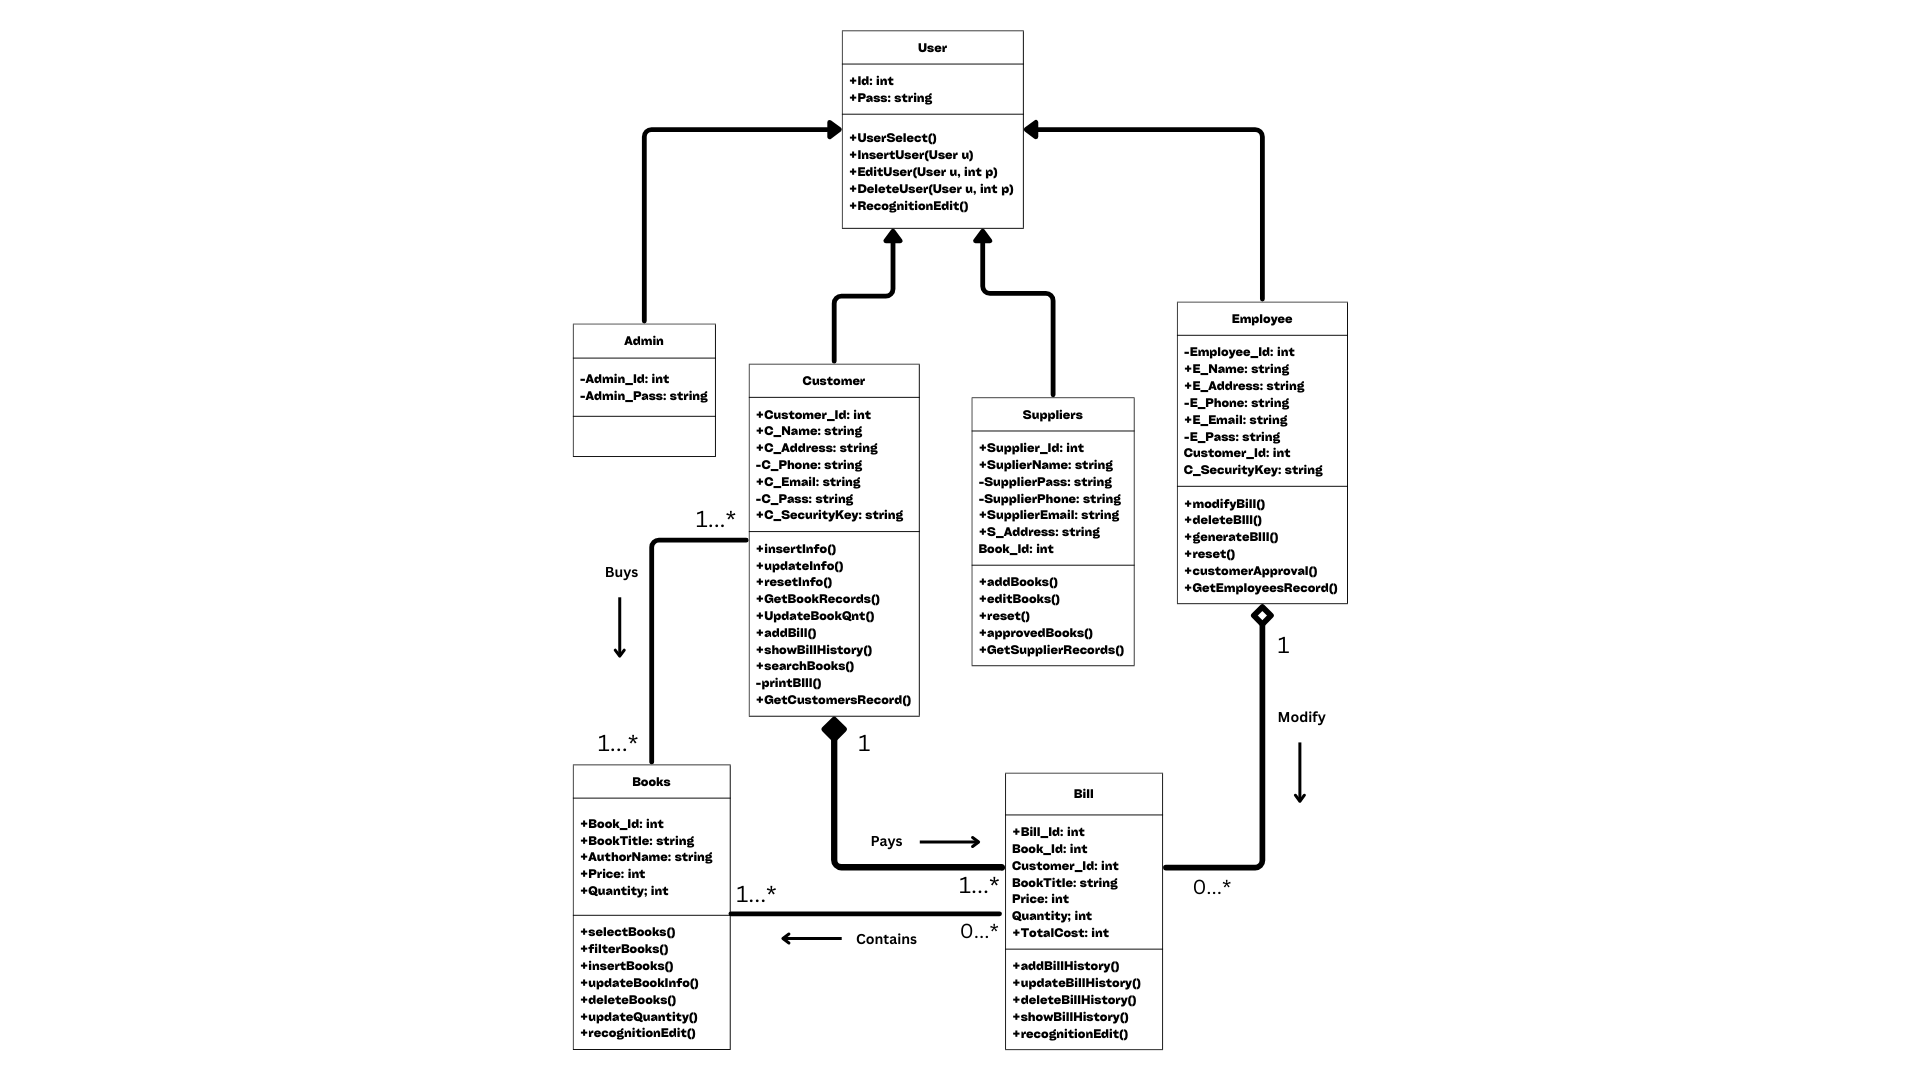 User
+Id: int
+Pass: string
+UserSelect()
+InsertUser(User u)
+EditUser(User u, int p)
+DeleteUser(User u, int p)
+RecognitionEdit()
Admin
-Admin_Id: int
-Admin_Pass: string
Customer
+Customer_Id: int
+C_Name: string
+C_Address: string
-C_Phone: string
+C_Email: string
-C_Pass: string
+C_SecurityKey: string
+insertInfo()
+updateInfo()
+resetInfo()
+GetBookRecords()
+UpdateBookQnt()
+addBill()
+showBillHistory()
+searchBooks()
-printBIll()
+GetCustomersRecord()
Suppliers
+Supplier_Id: int
+SuplierName: string
-SupplierPass: string
-SupplierPhone: string
+SupplierEmail: string
+S_Address: string
Book_Id: int
+addBooks()
+editBooks()
+reset()
+approvedBooks()
+GetSupplierRecords()
Employee
-Employee_Id: int
+E_Name: string
+E_Address: string
-E_Phone: string
+E_Email: string
-E_Pass: string
Customer_Id: int
C_SecurityKey: string
+modifyBill()
+deleteBIll()
+generateBIll()
+reset()
+customerApproval()
+GetEmployeesRecord()
1...*
Buys
1...*
1
Pays
1...*
1
Modify
0...*
Books
+Book_Id: int
+BookTitle: string
+AuthorName: string
+Price: int
+Quantity; int
+selectBooks()
+filterBooks()
+insertBooks()
+updateBookInfo()
+deleteBooks()
+updateQuantity()
+recognitionEdit()
1...*
Contains
0...*
Bill
+Bill_Id: int
Book_Id: int
Customer_Id: int
BookTitle: string
Price: int
Quantity; int
+TotalCost: int
+addBillHistory()
+updateBillHistory()
+deleteBillHistory()
+showBillHistory()
+recognitionEdit()